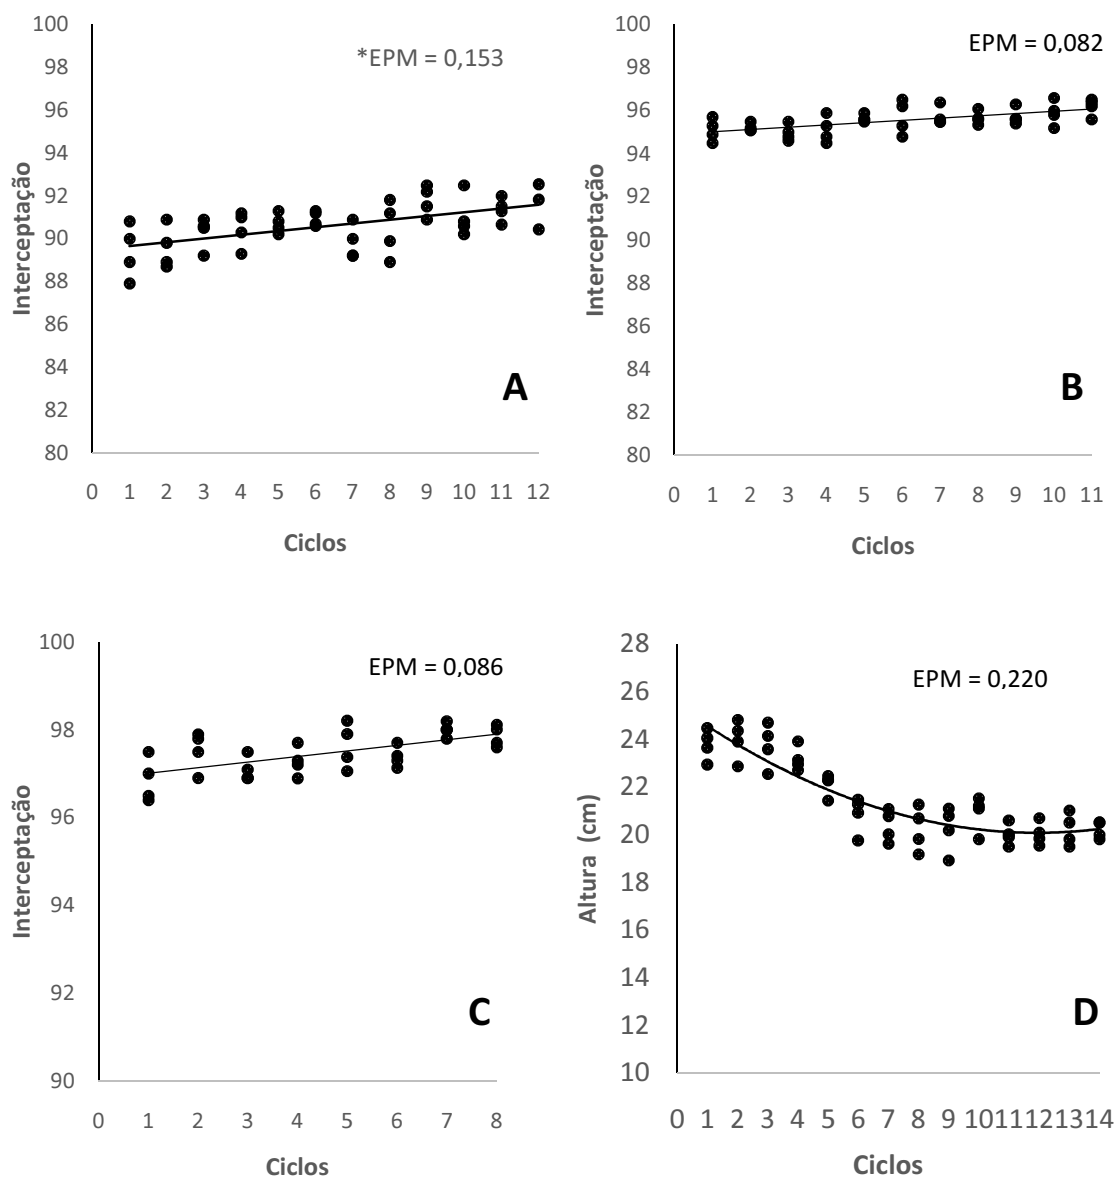 100
98
96
94
92
90
88
86
84
82
80
Interceptação
*EPM = 0,153
A
0 1 2 3 4 5 6 7 8 9 10 11 12
Ciclos
100
98
96
94
92
90
88
86
84
82
80
Interceptação
EPM = 0,082
B
0 1 2 3 4 5 6 7 8 9 10 11
Ciclos
100
98
96
94
92
90
Interceptação
EPM = 0,086
C
0 1 2 3 4 5 6 7 8
Ciclos
28
26
24
22
20
18
16
14
12
10
Altura (cm)
EPM = 0,220
D
0 1 2 3 4 5 6 7 8 9 1011121314
Ciclos